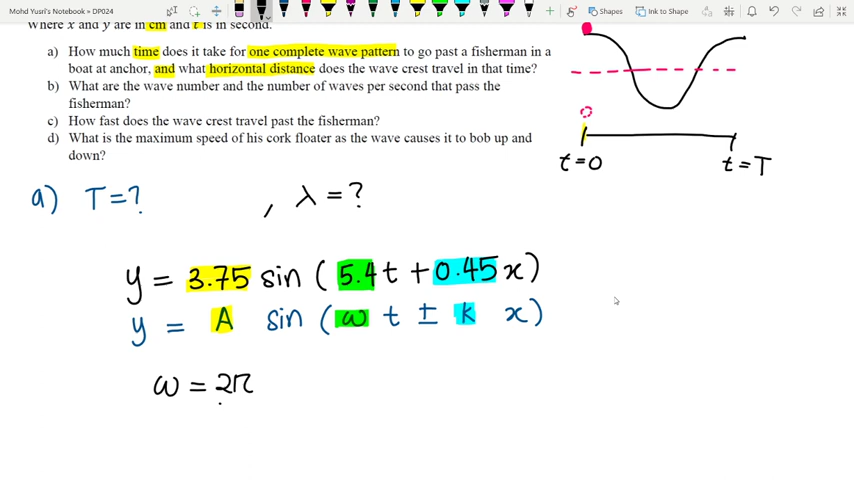 Mohd Yusri's Notebook » DP024
Shapes
Ink to Shape
where x and y are in cm and t is in second.
a) How much time does it take for one complete wave pattern to go past a fisherman in a
boat at anchor, and what horizontal distance does the wave crest travel in that time?
b) What are the wave number and the number of waves per second that pass the
fisherman?
c) How fast does the wave crest travel past the fisherman?
d) What is the maximum speed of his cork floater as the wave causes it to bob up and
down?
t=0
t=T
a) T=? , λ=?
y = 3.75 sin (5.4t + 0.45x)
y = A sin (ω t ± k x)
ω = 2π